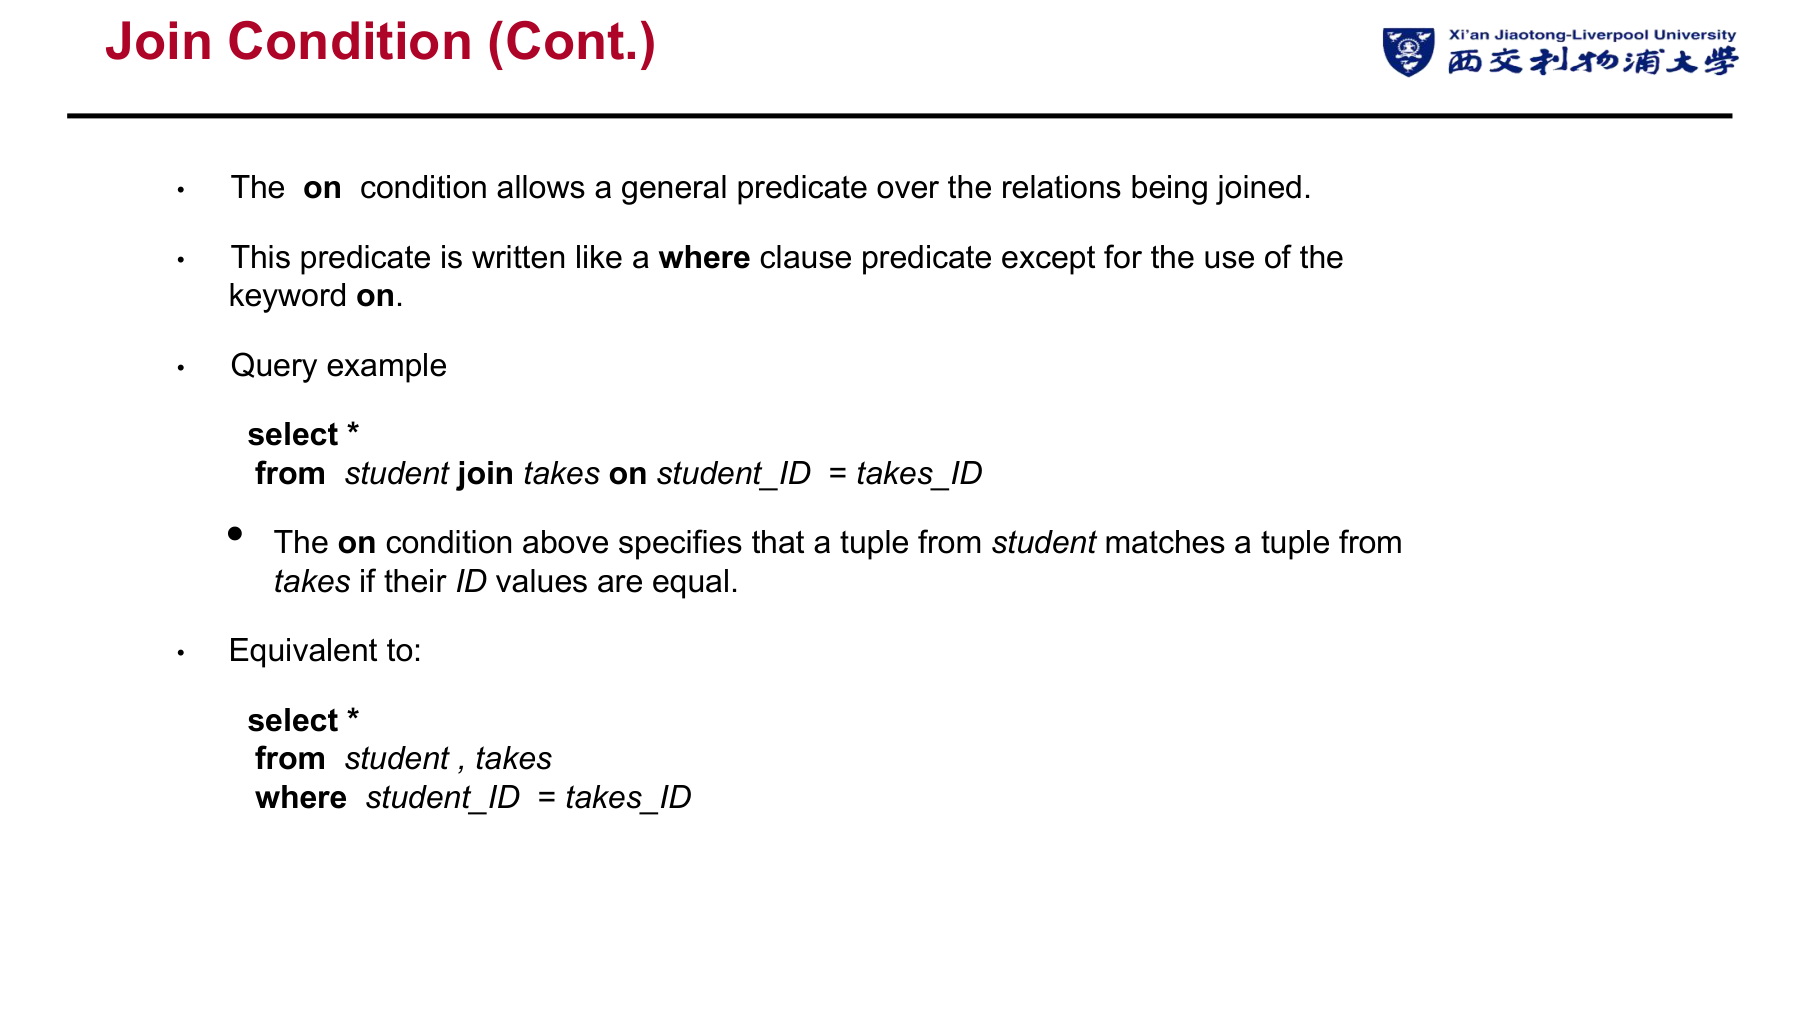 Join Condition (Cont.)
Xi'an Jiaotong-Liverpool University
西交利物浦大學
• The on condition allows a general predicate over the relations being joined.
• This predicate is written like a where clause predicate except for the use of the
keyword on.
• Query example
select *
from student join takes on student_ID = takes_ID
• The on condition above specifies that a tuple from student matches a tuple from
takes if their ID values are equal.
• Equivalent to:
select *
from student , takes
where student_ID = takes_ID